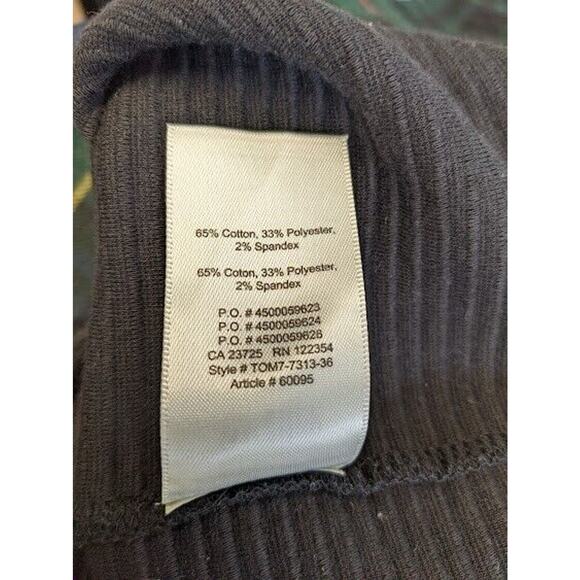 65% Cotton, 33% Polyester,
2% Spandex
65% Coton, 33% Polyester,
2% Spandex
P.O. # 4500059623
P.O. # 4500059624
P.O. # 4500059626
CA 23725 RN 122354
Style # TOM7-7313-36
Article # 60095